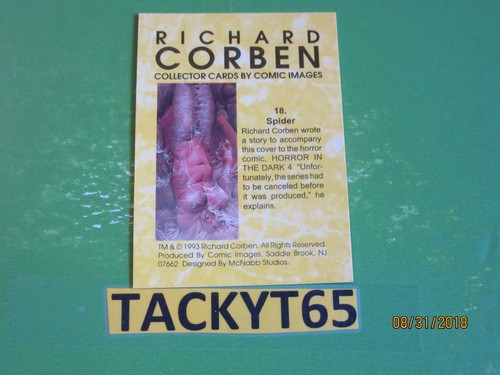 RICHARD
CORBEN
COLLECTOR CARDS BY COMIC IMAGES
18.
Spider
Richard Corben wrote
a story to accompany
this cover to the horror
comic, HORROR IN
THE DARK 4. "Unfor-
tunately, the series had
to be canceled before
it was produced," he
explains.
TM & © 1993 Richard Corben. All Rights Reserved.
Produced By Comic Images, Saddle Brook, NJ
07662. Designed By McNabb Studios.
TACKYT65
08/31/2018